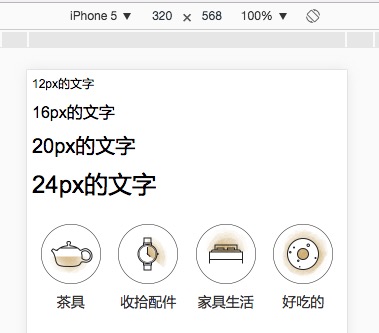 iPhone 5 ▼ 320 × 568 100% ▼
12px的文字
16px的文字
20px的文字
24px的文字
茶具 收拾配件 家具生活 好吃的